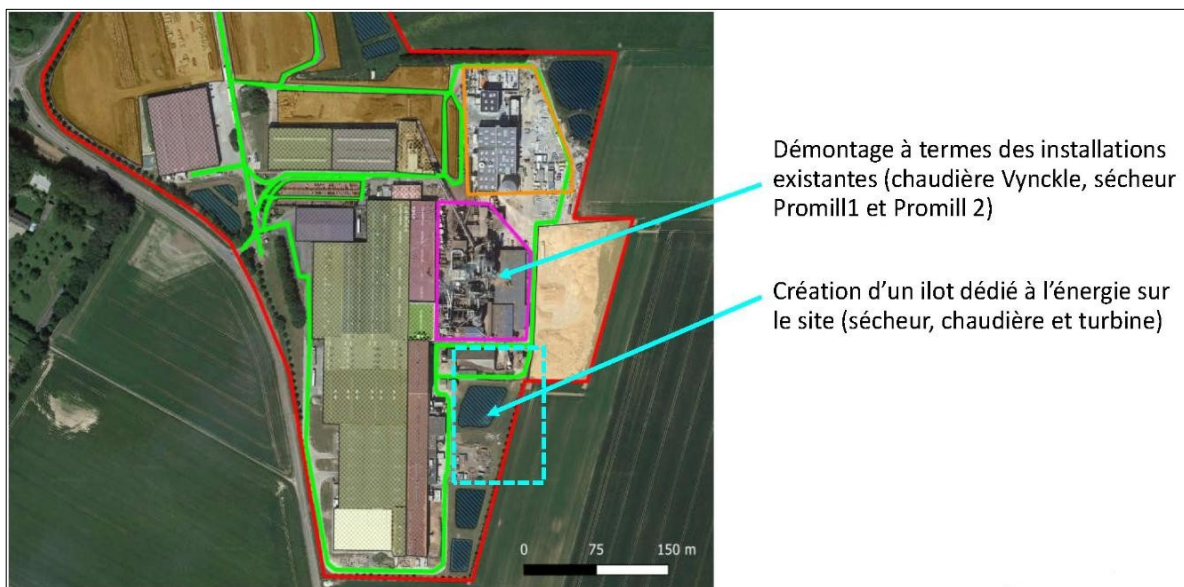 Démontage à termes des installations
existantes (chaudière Vynckle, sécheur
Promill1 et Promill 2)
Création d’un ilot dédié à l’énergie sur
le site (sécheur, chaudière et turbine)
0 75 150 m